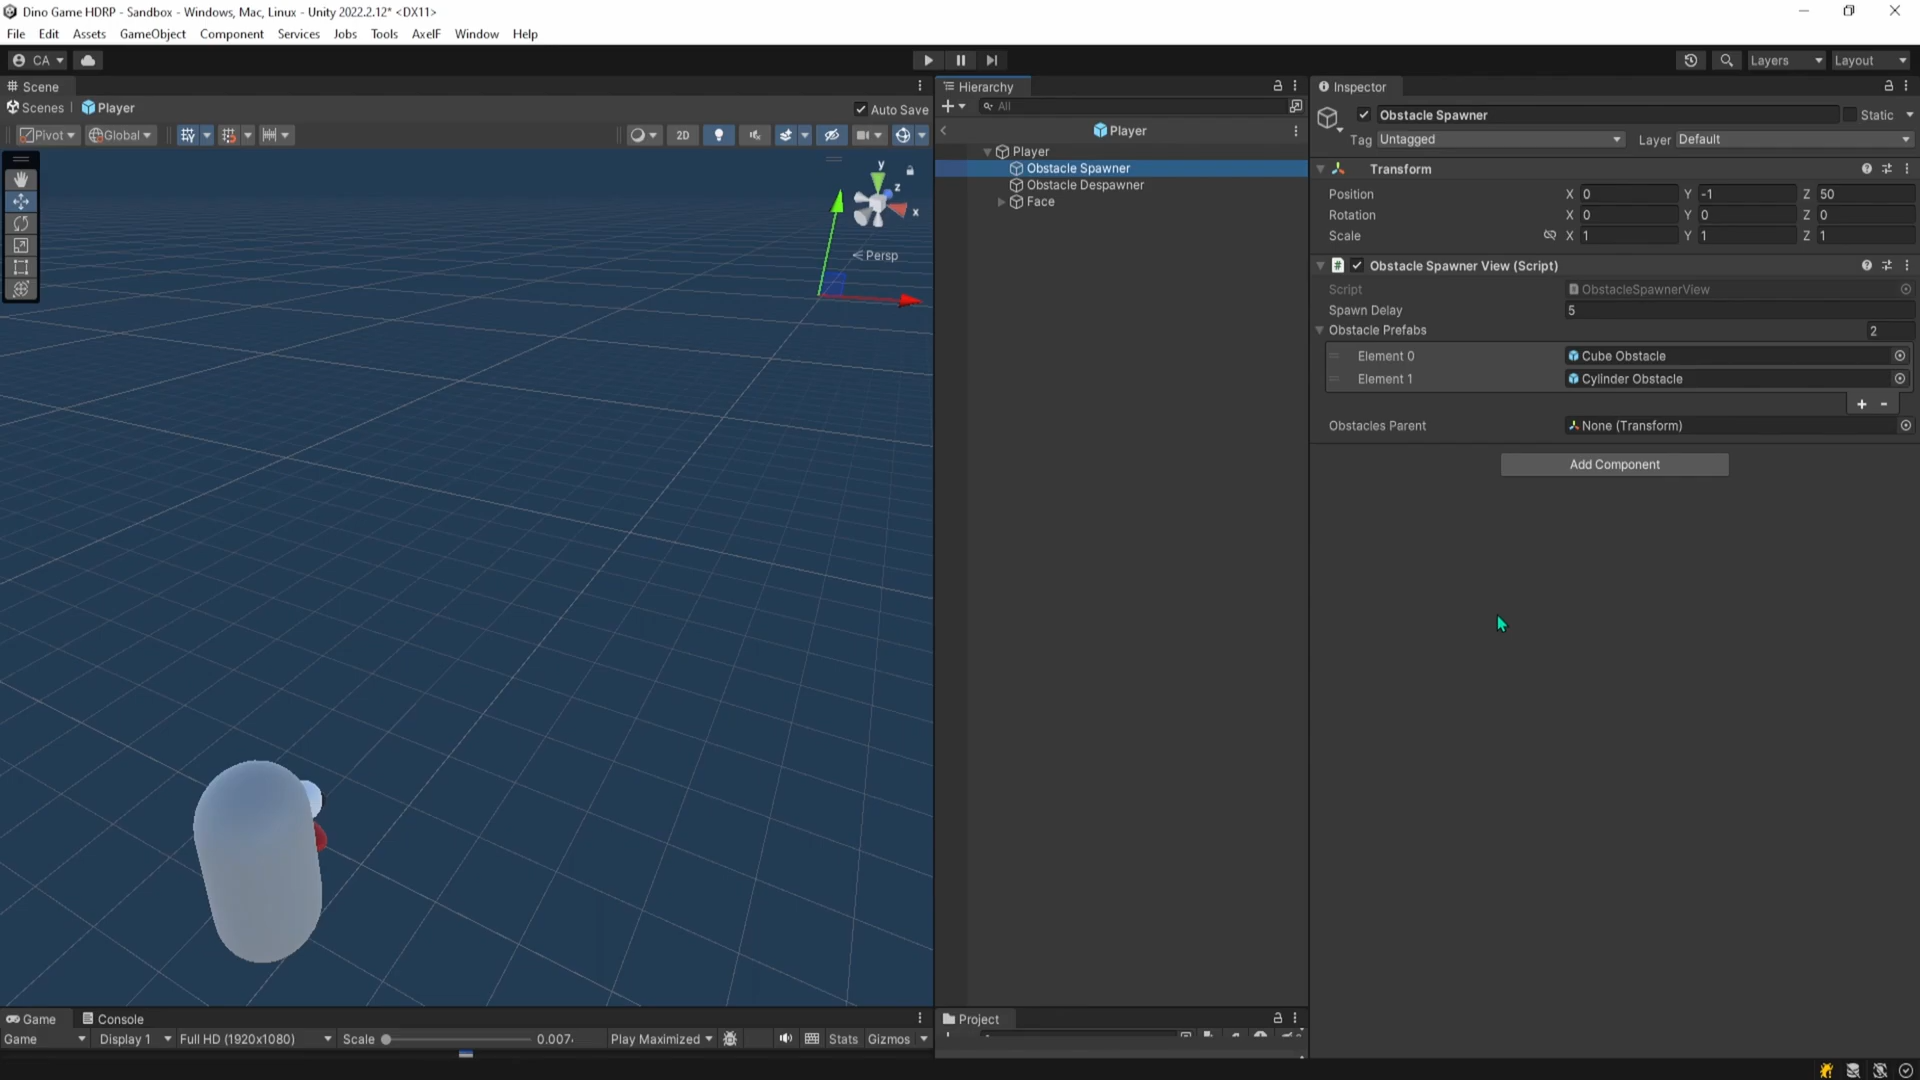 Dino Game HDRP - Sandbox - Windows, Mac, Linux - Unity 2022.2.12* <DX11>
File Edit Assets GameObject Component Services Jobs Tools AxelF Window Help
CA Layers Layout
Scene
Scenes Player Auto Save
Pivot Global 2D
y
z
x
Persp
Hierarchy
All
Player
Player
Obstacle Spawner
Obstacle Despawner
Face
Inspector
Obstacle Spawner Static
Tag Untagged Layer Default
Transform
Position X 0 Y -1 Z 50
Rotation X 0 Y 0 Z 0
Scale X 1 Y 1 Z 1
# Obstacle Spawner View (Script)
Script ObstacleSpawnerView
Spawn Delay 5
Obstacle Prefabs 2
Element 0 Cube Obstacle
Element 1 Cylinder Obstacle
+ -
Obstacles Parent None (Transform)
Add Component
Game Console
Game Display 1 Full HD (1920x1080) Scale 0.007 Play Maximized Stats Gizmos
Project